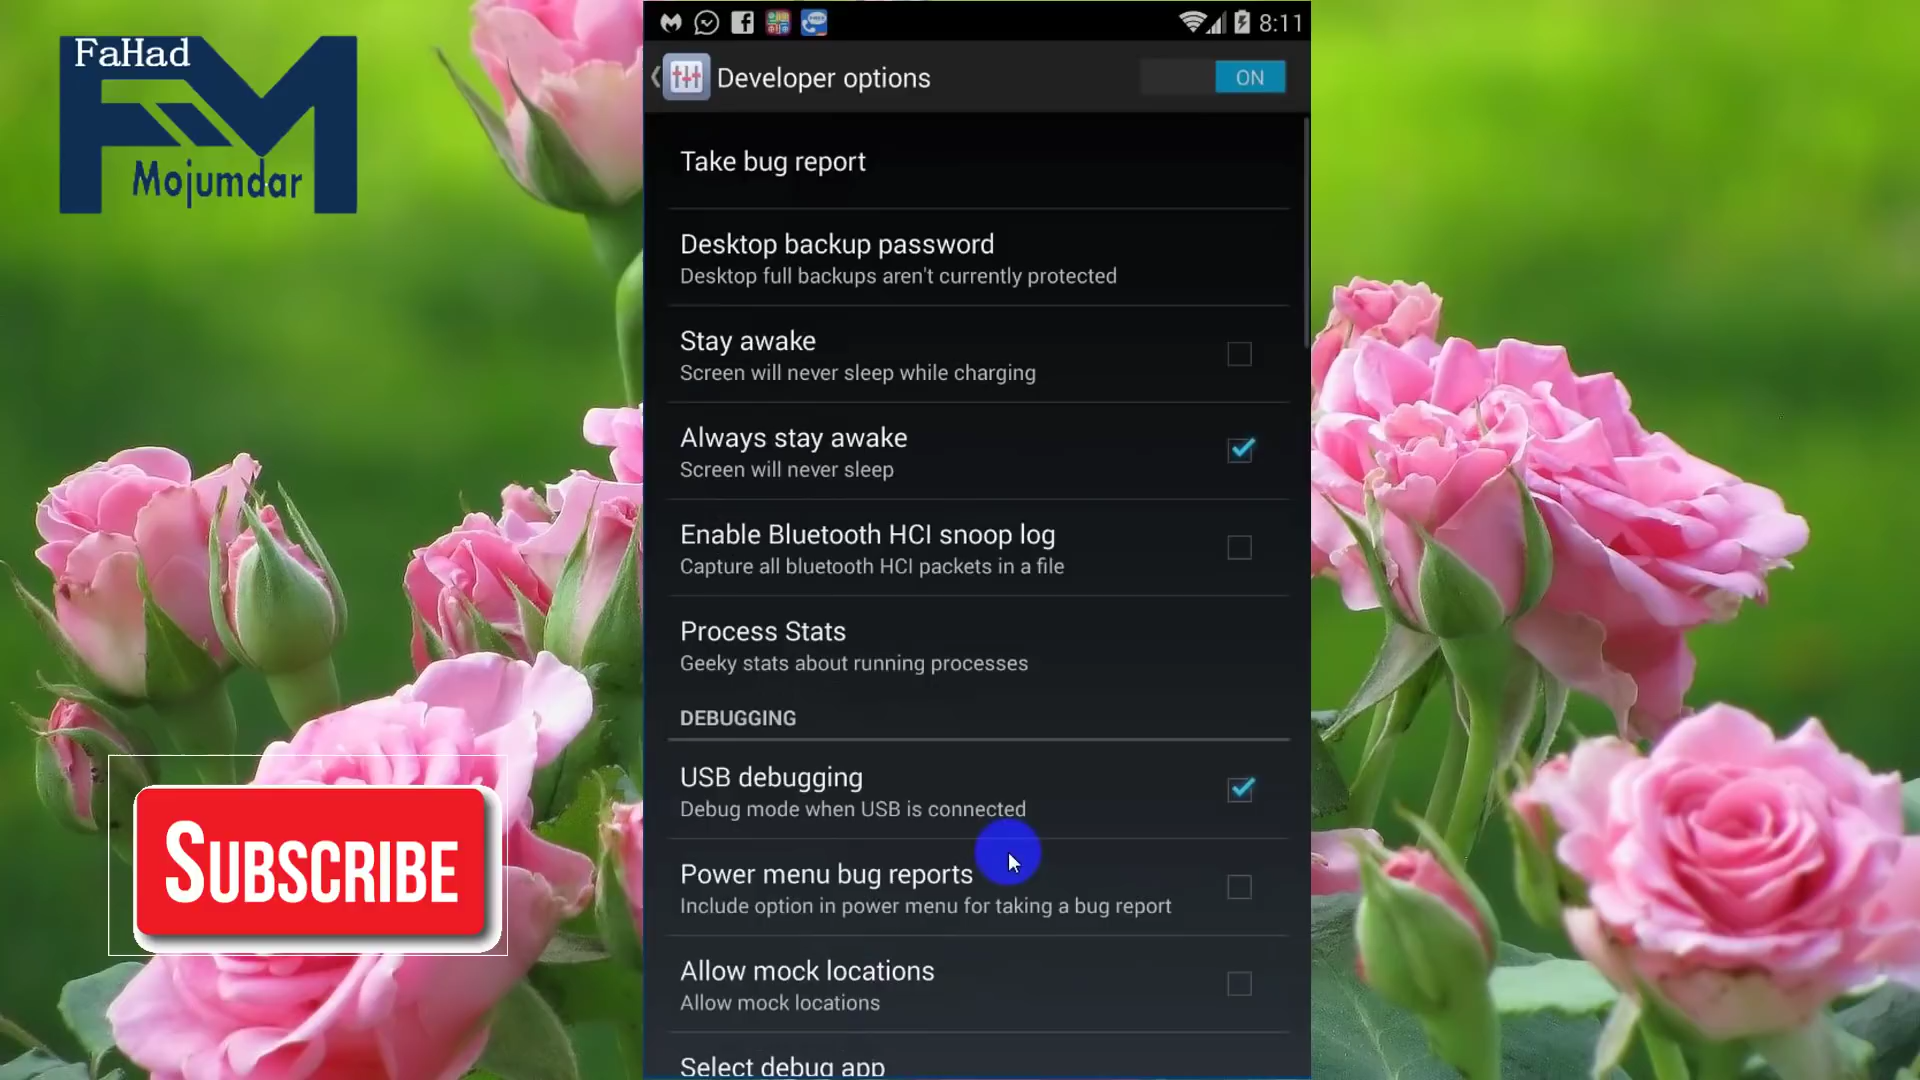 FaHad
FM
Mojumdar
SUBSCRIBE
8:11
Developer options
ON
Take bug report
Desktop backup password
Desktop full backups aren't currently protected
Stay awake
Screen will never sleep while charging
Always stay awake
Screen will never sleep
Enable Bluetooth HCI snoop log
Capture all bluetooth HCI packets in a file
Process Stats
Geeky stats about running processes
DEBUGGING
USB debugging
Debug mode when USB is connected
Power menu bug reports
Include option in power menu for taking a bug report
Allow mock locations
Allow mock locations
Select debug app